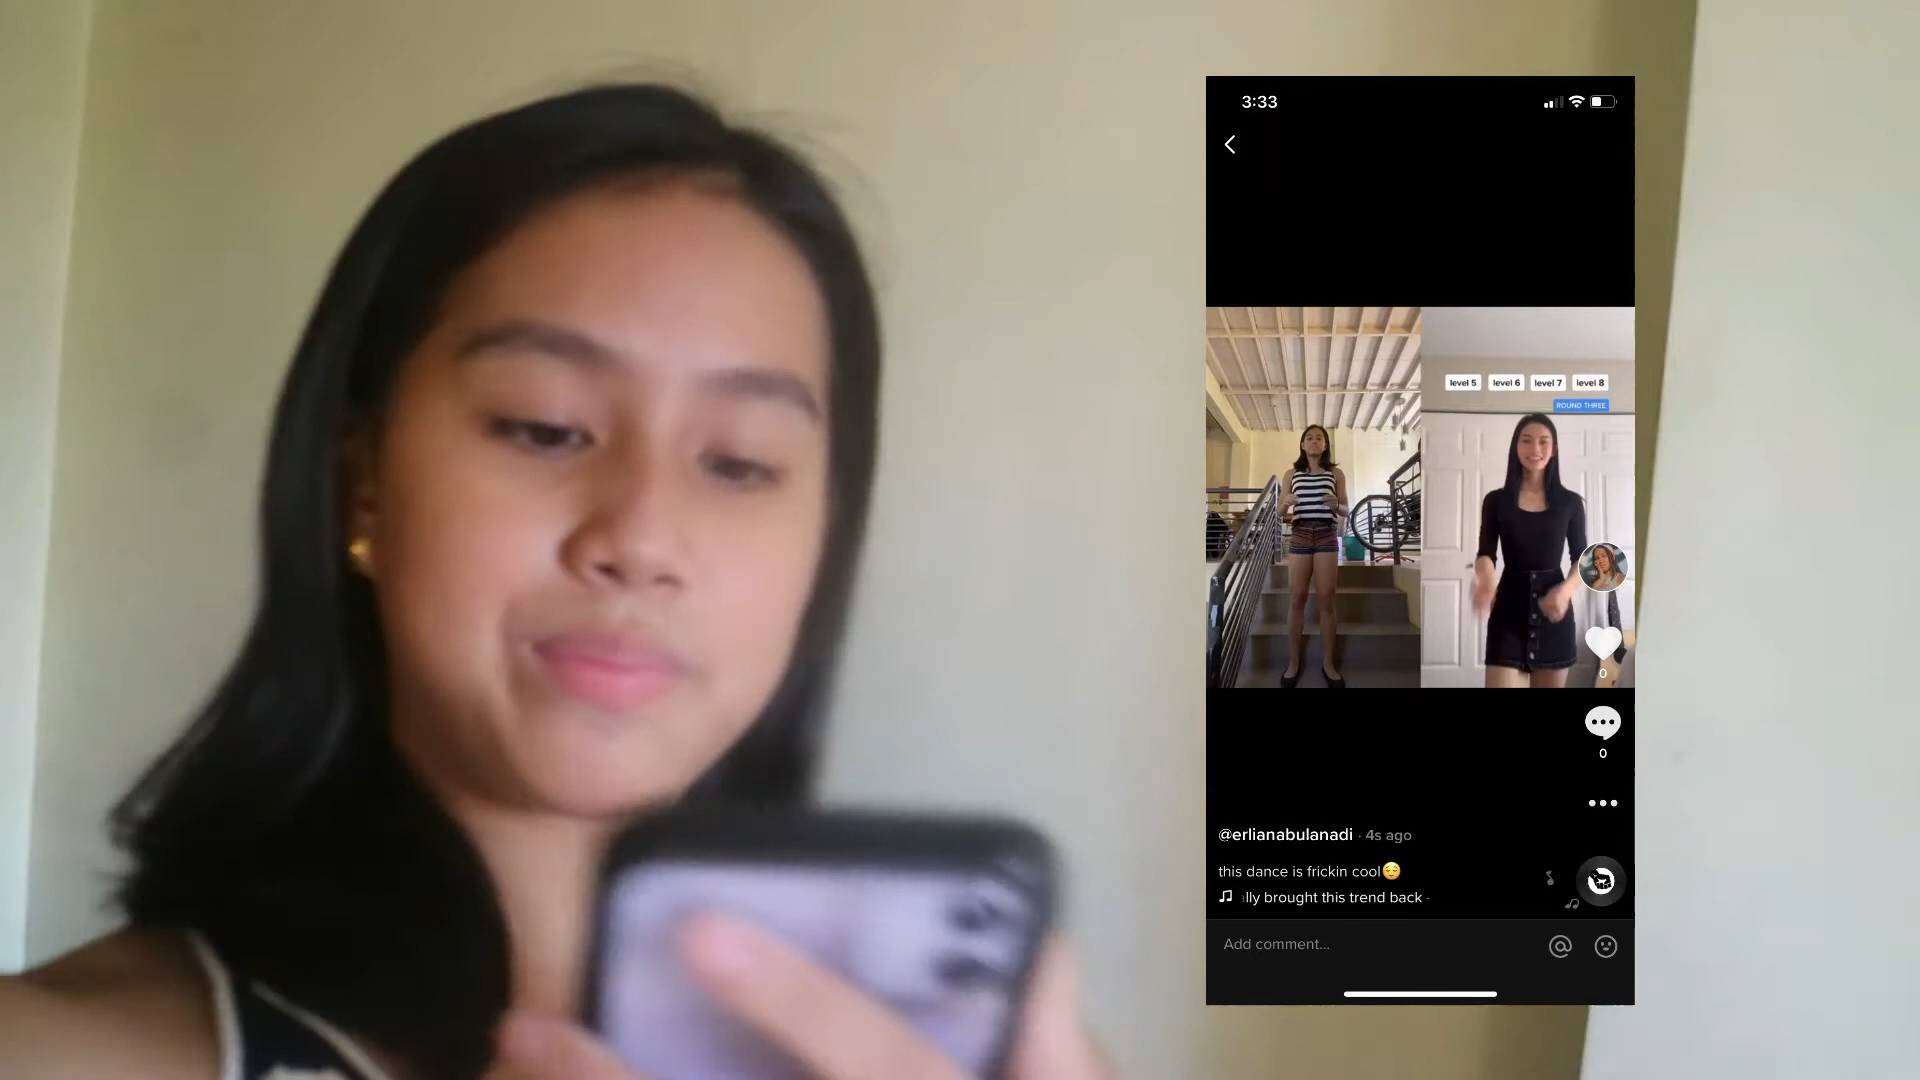 3:33
level 5 level 6 level 7 level 8
ROUND THREE
0
0
@erlianabulanadi · 4s ago
this dance is frickin cool😌
lly brought this trend back -
Add comment...